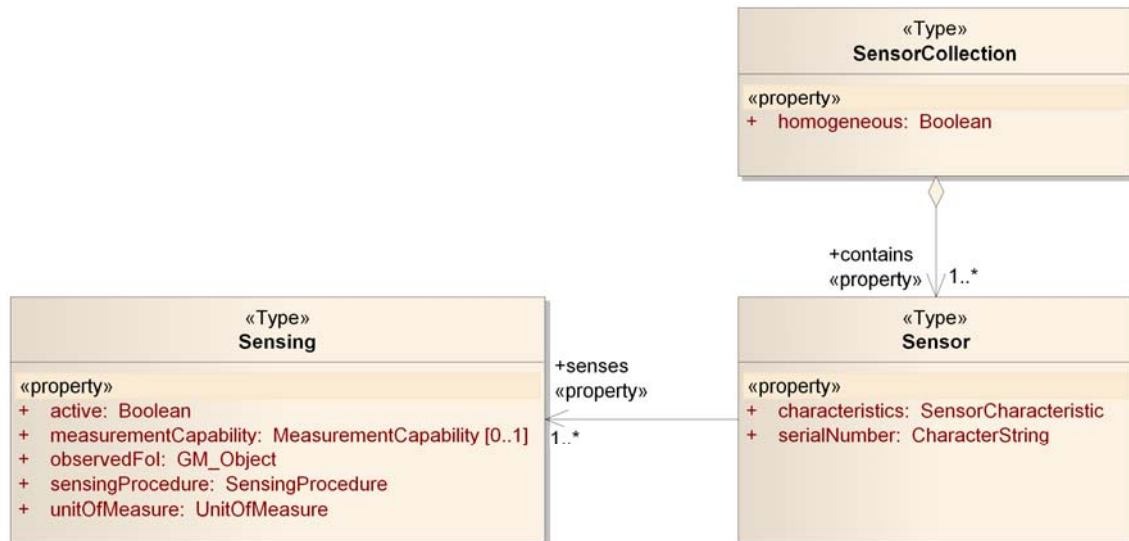 «Type»
SensorCollection
«property»
+ homogeneous: Boolean
+contains
«property»
1..*
«Type»
Sensing
«property»
+ active: Boolean
+ measurementCapability: MeasurementCapability [0..1]
+ observedFoI: GM_Object
+ sensingProcedure: SensingProcedure
+ unitOfMeasure: UnitOfMeasure
+senses
«property»
1..*
«Type»
Sensor
«property»
+ characteristics: SensorCharacteristic
+ serialNumber: CharacterString